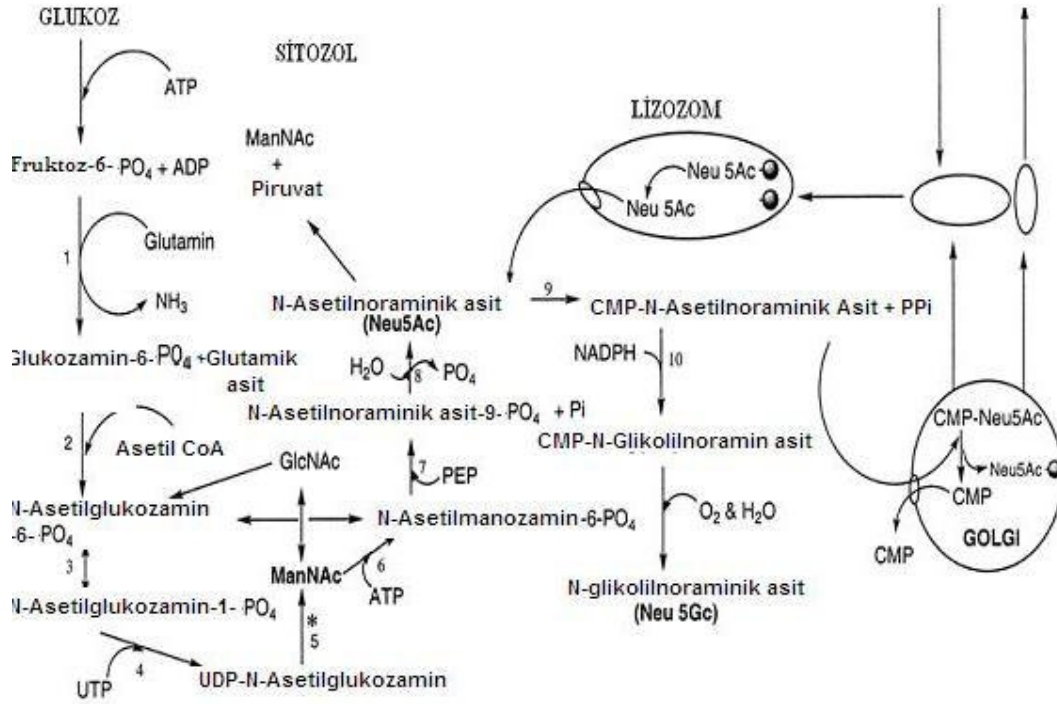 GLUKOZ
SİTOZOL
ATP
LİZOZOM
ManNAc
+
Piruvat
Fruktoz-6- PO₄ + ADP
Neu 5Ac
Neu 5Ac
1
Glutamin
NH₃
N-Asetilnoraminik asit
(Neu5Ac)
9
CMP-N-Asetilnoraminik Asit + PPi
Glukozamin-6- PO₄ +Glutamik
asit
H₂O
8
PO₄
NADPH
10
N-Asetilnoraminik asit-9- PO₄ + Pi
2
Asetil CoA
GlcNAc
7
PEP
CMP-N-Glikolilnoramin asit
CMP-Neu5Ac
Neu5Ac
CMP
GOLGI
CMP
N-Asetilglukozamin
-6- PO₄
N-Asetilmanozamin-6-PO₄
O₂ & H₂O
3
ManNAc
6
ATP
N-glikolilnoraminik asit
(Neu 5Gc)
N-Asetilglukozamin-1- PO₄
*
5
4
UTP
UDP-N-Asetilglukozamin